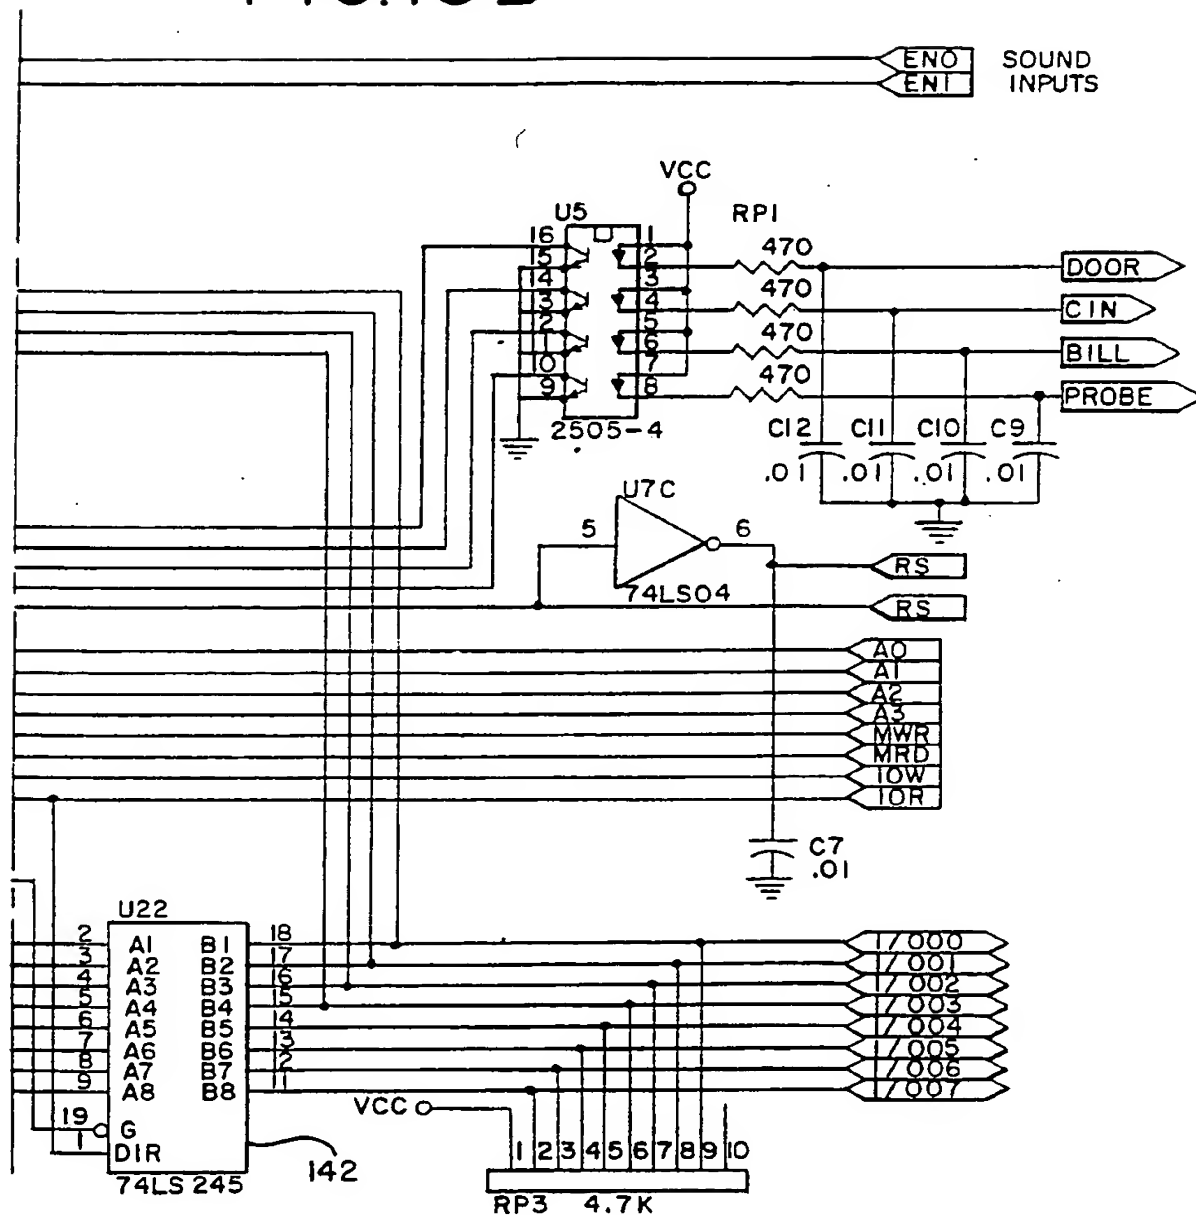 EN0 SOUND
EN1 INPUTS
VCC
U5 RP1
16 1 470
15 2 DOOR
14 3 470
13 4 CIN
12 5 470
11 6 BILL
10 7 470
9 8 PROBE
2505-4 C12 C11 C10 C9
.01 .01 .01 .01
U7C
5 6
RS
74LS04
RS
A0
A1
A2
A3
MWR
MRD
IOW
IOR
C7
.01
U22
2 A1 B1 18 I/O00
3 A2 B2 17 I/O01
4 A3 B3 16 I/O02
5 A4 B4 15 I/O03
6 A5 B5 14 I/O04
7 A6 B6 13 I/O05
8 A7 B7 12 I/O06
9 A8 B8 11 I/O07
VCC
19 G
1 DIR
1 2 3 4 5 6 7 8 9 10
142
74LS 245
RP3 4.7K